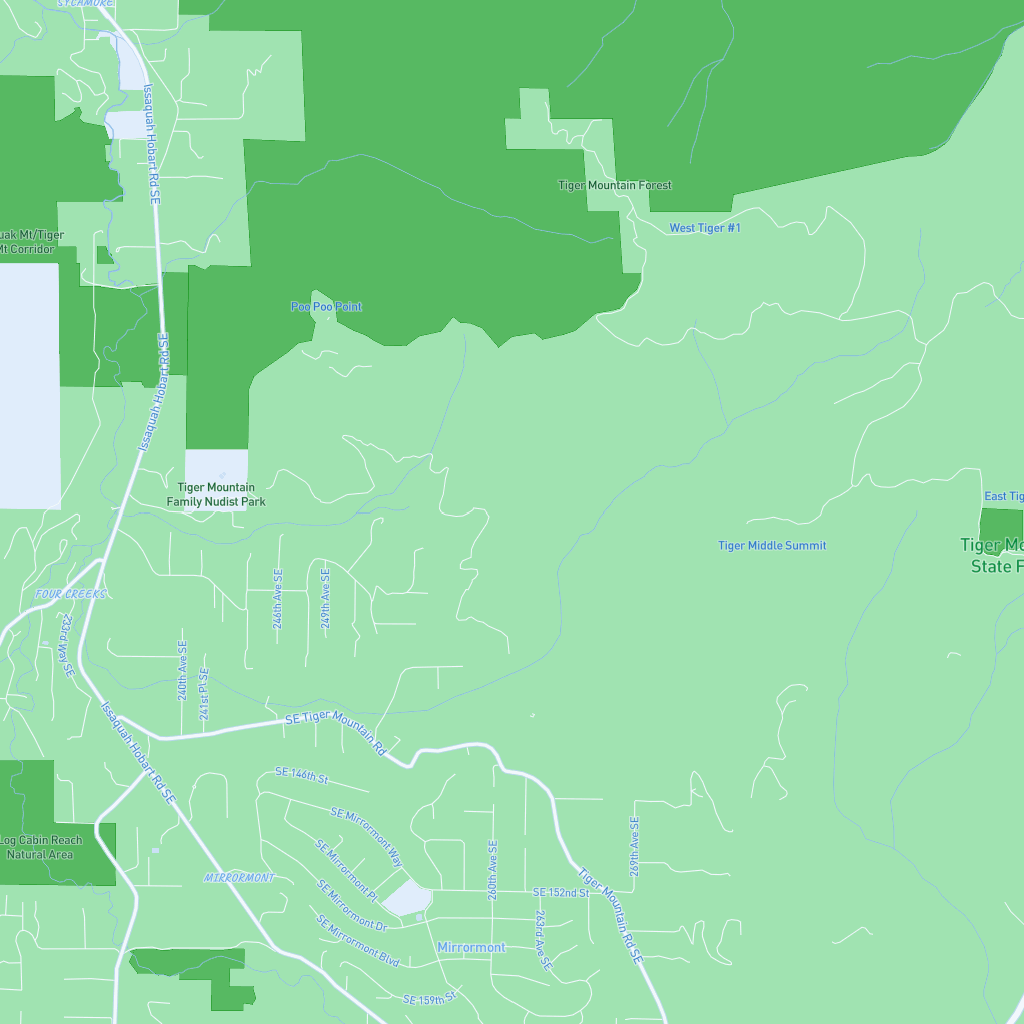 SYCAMORE
Issaquah Hobart Rd SE
Tiger Mountain Forest
West Tiger #1
Mt/Tiger
Mt Corridor
Poo Poo Point
Issaquah Hobart Rd SE
Tiger Mountain
Family Nudist Park
East
Tiger Middle Summit
Tiger
State
FOUR CREEKS
246th Ave SE
249th Ave SE
233rd Way SE
240th Ave SE
241st Pl SE
Issaquah Hobart Rd SE
SE Tiger Mountain Rd
SE 146th St
SE Mirrormont Way
Log Cabin Reach
Natural Area
SE Mirrormont Pl
260th Ave SE
269th Ave SE
MIRRORMONT
SE Mirrormont Dr
SE 152nd St
Tiger Mountain Rd SE
SE Mirrormont Blvd
263rd Ave SE
Mirrormont
SE 159th St